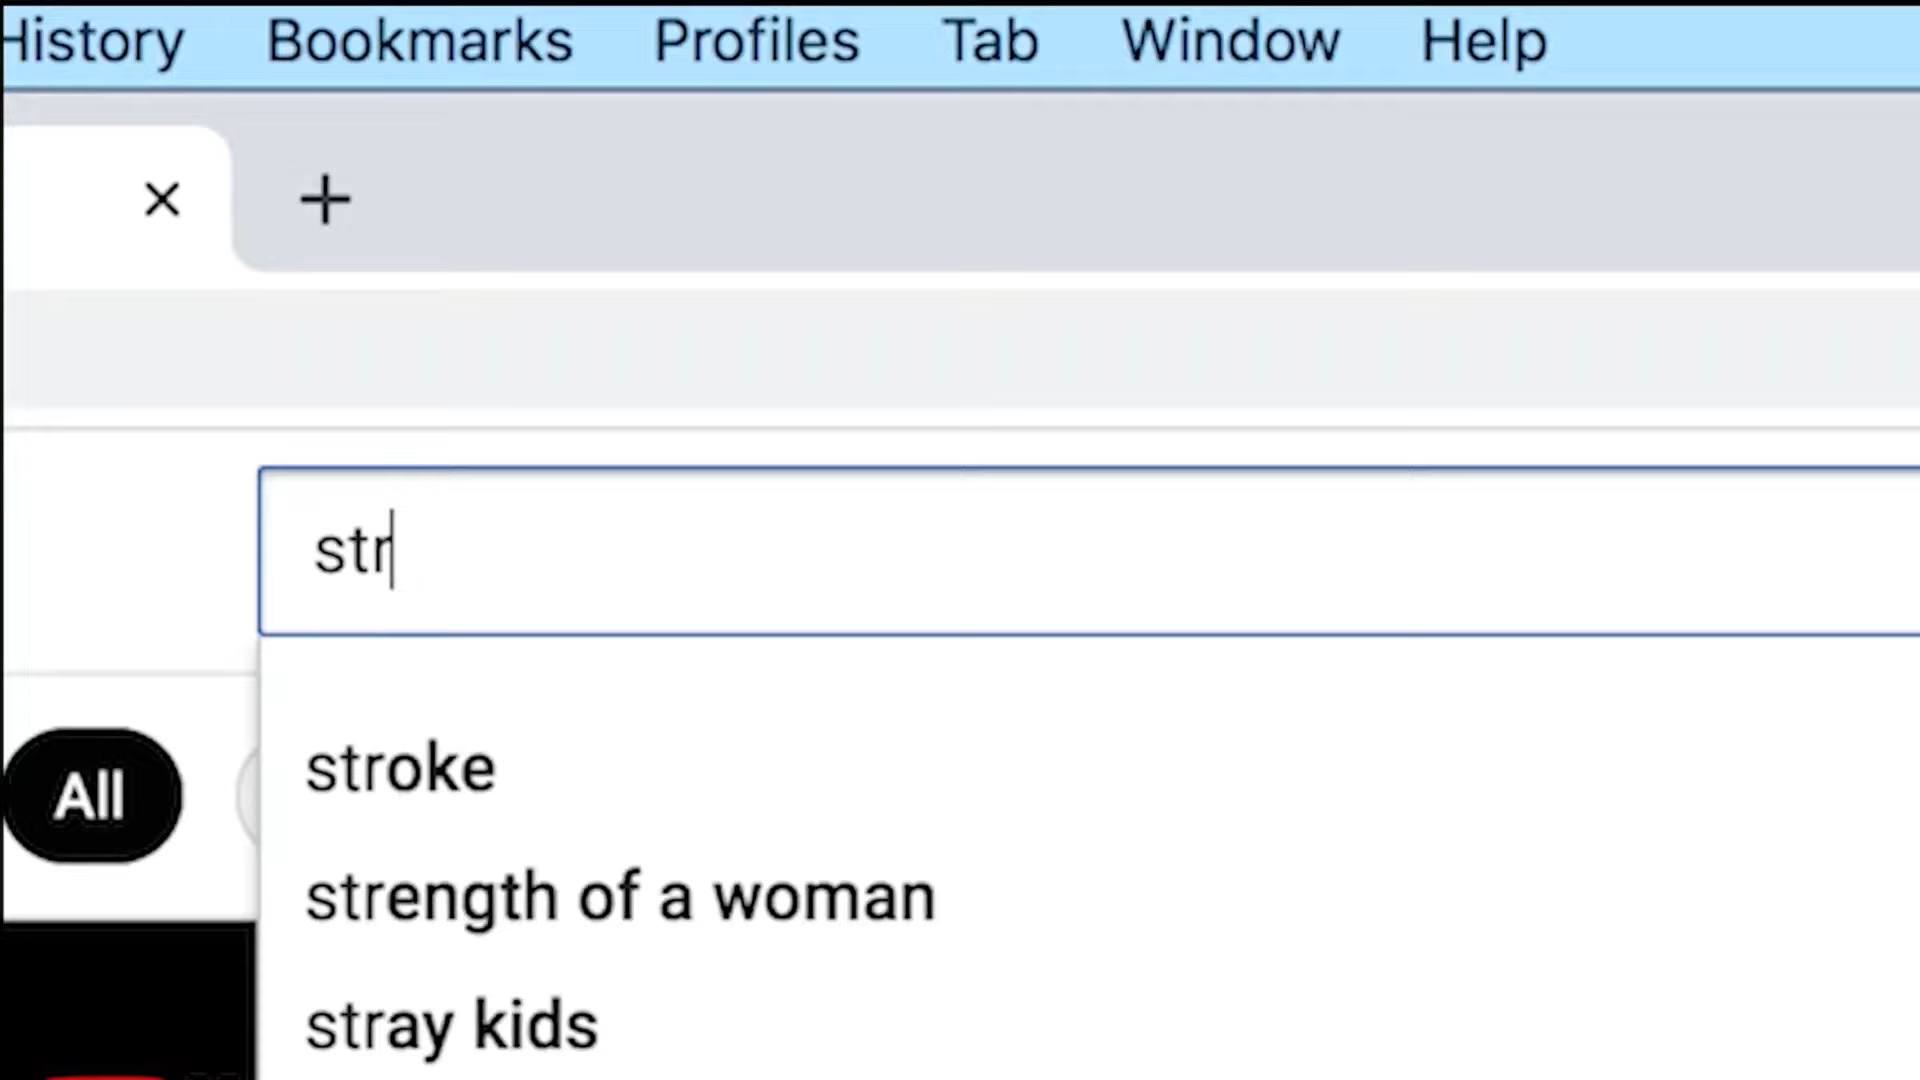 History Bookmarks Profiles Tab Window Help
str
All
stroke
strength of a woman
stray kids